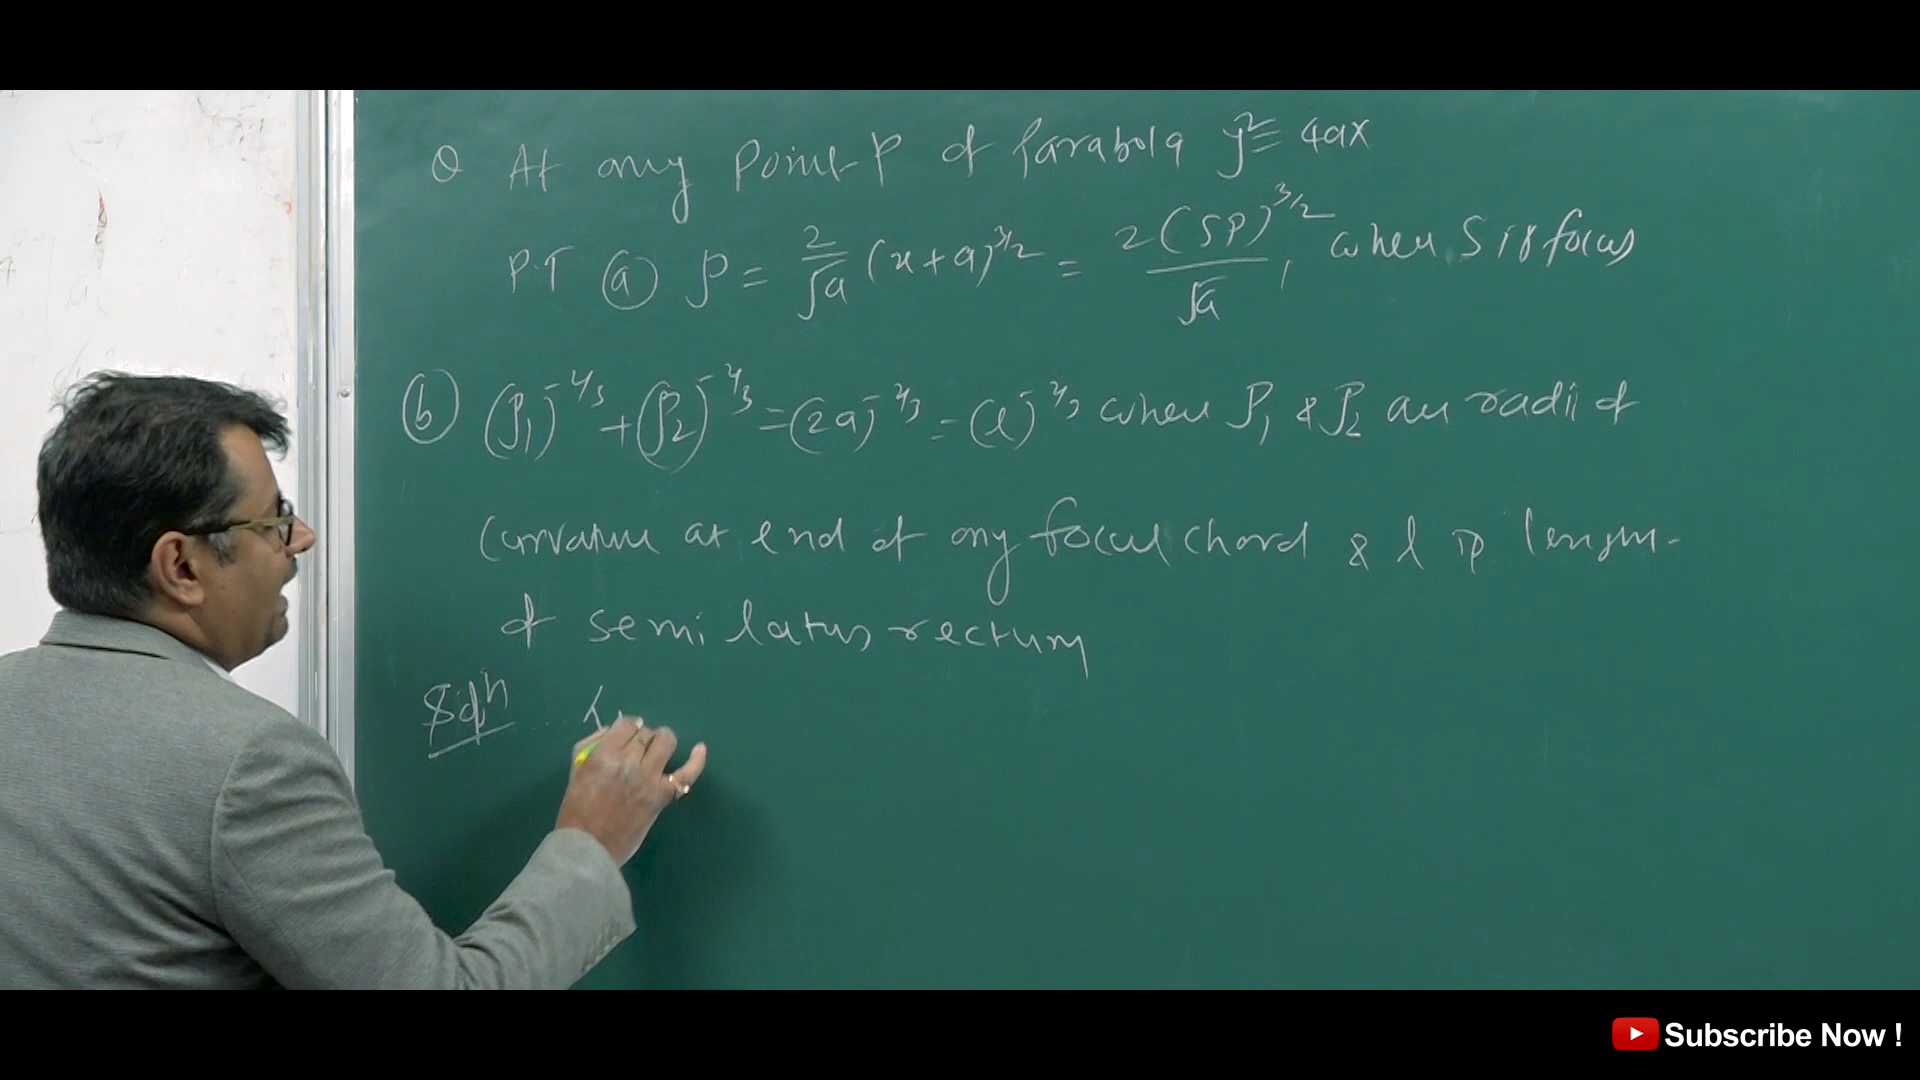 Q At any Point P of Parabola y² = 4ax
P.T (a) ρ = 2/√a (x+a)^3/2 = 2(SP)^3/2/√a, when S is focus
(b) (ρ₁)^-2/3 + (ρ₂)^-2/3 = (2a)^-2/3 = (l)^-2/3 when ρ₁ & ρ₂ are radii of
Curvature at end of any focal chord & l is length
of semi latus rectum
Solⁿ
Subscribe Now !